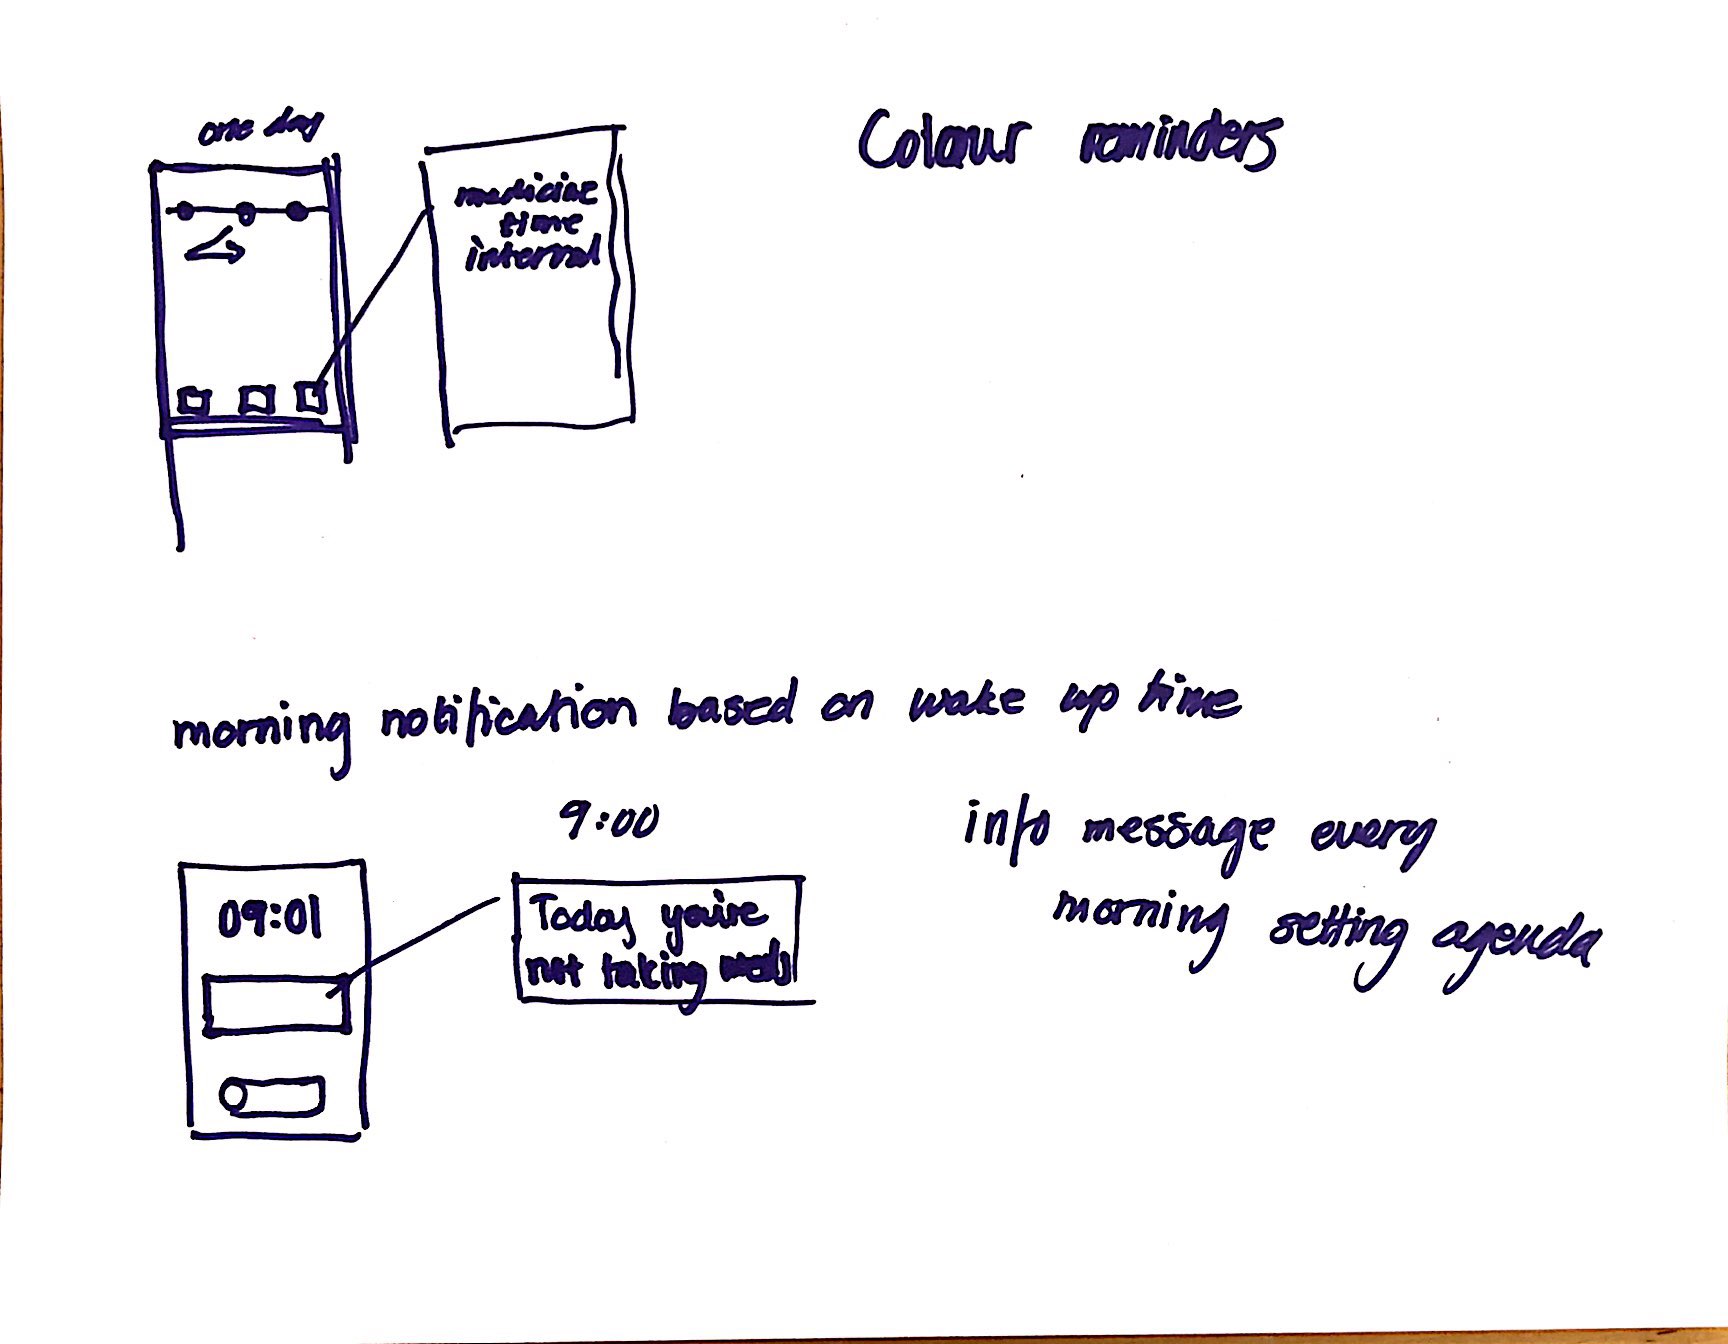 one day
Colour reminders
medicine
time
interval
morning notification based on wake up time
9:00
info message every
morning setting agenda
09:01
Today you're
not taking meds